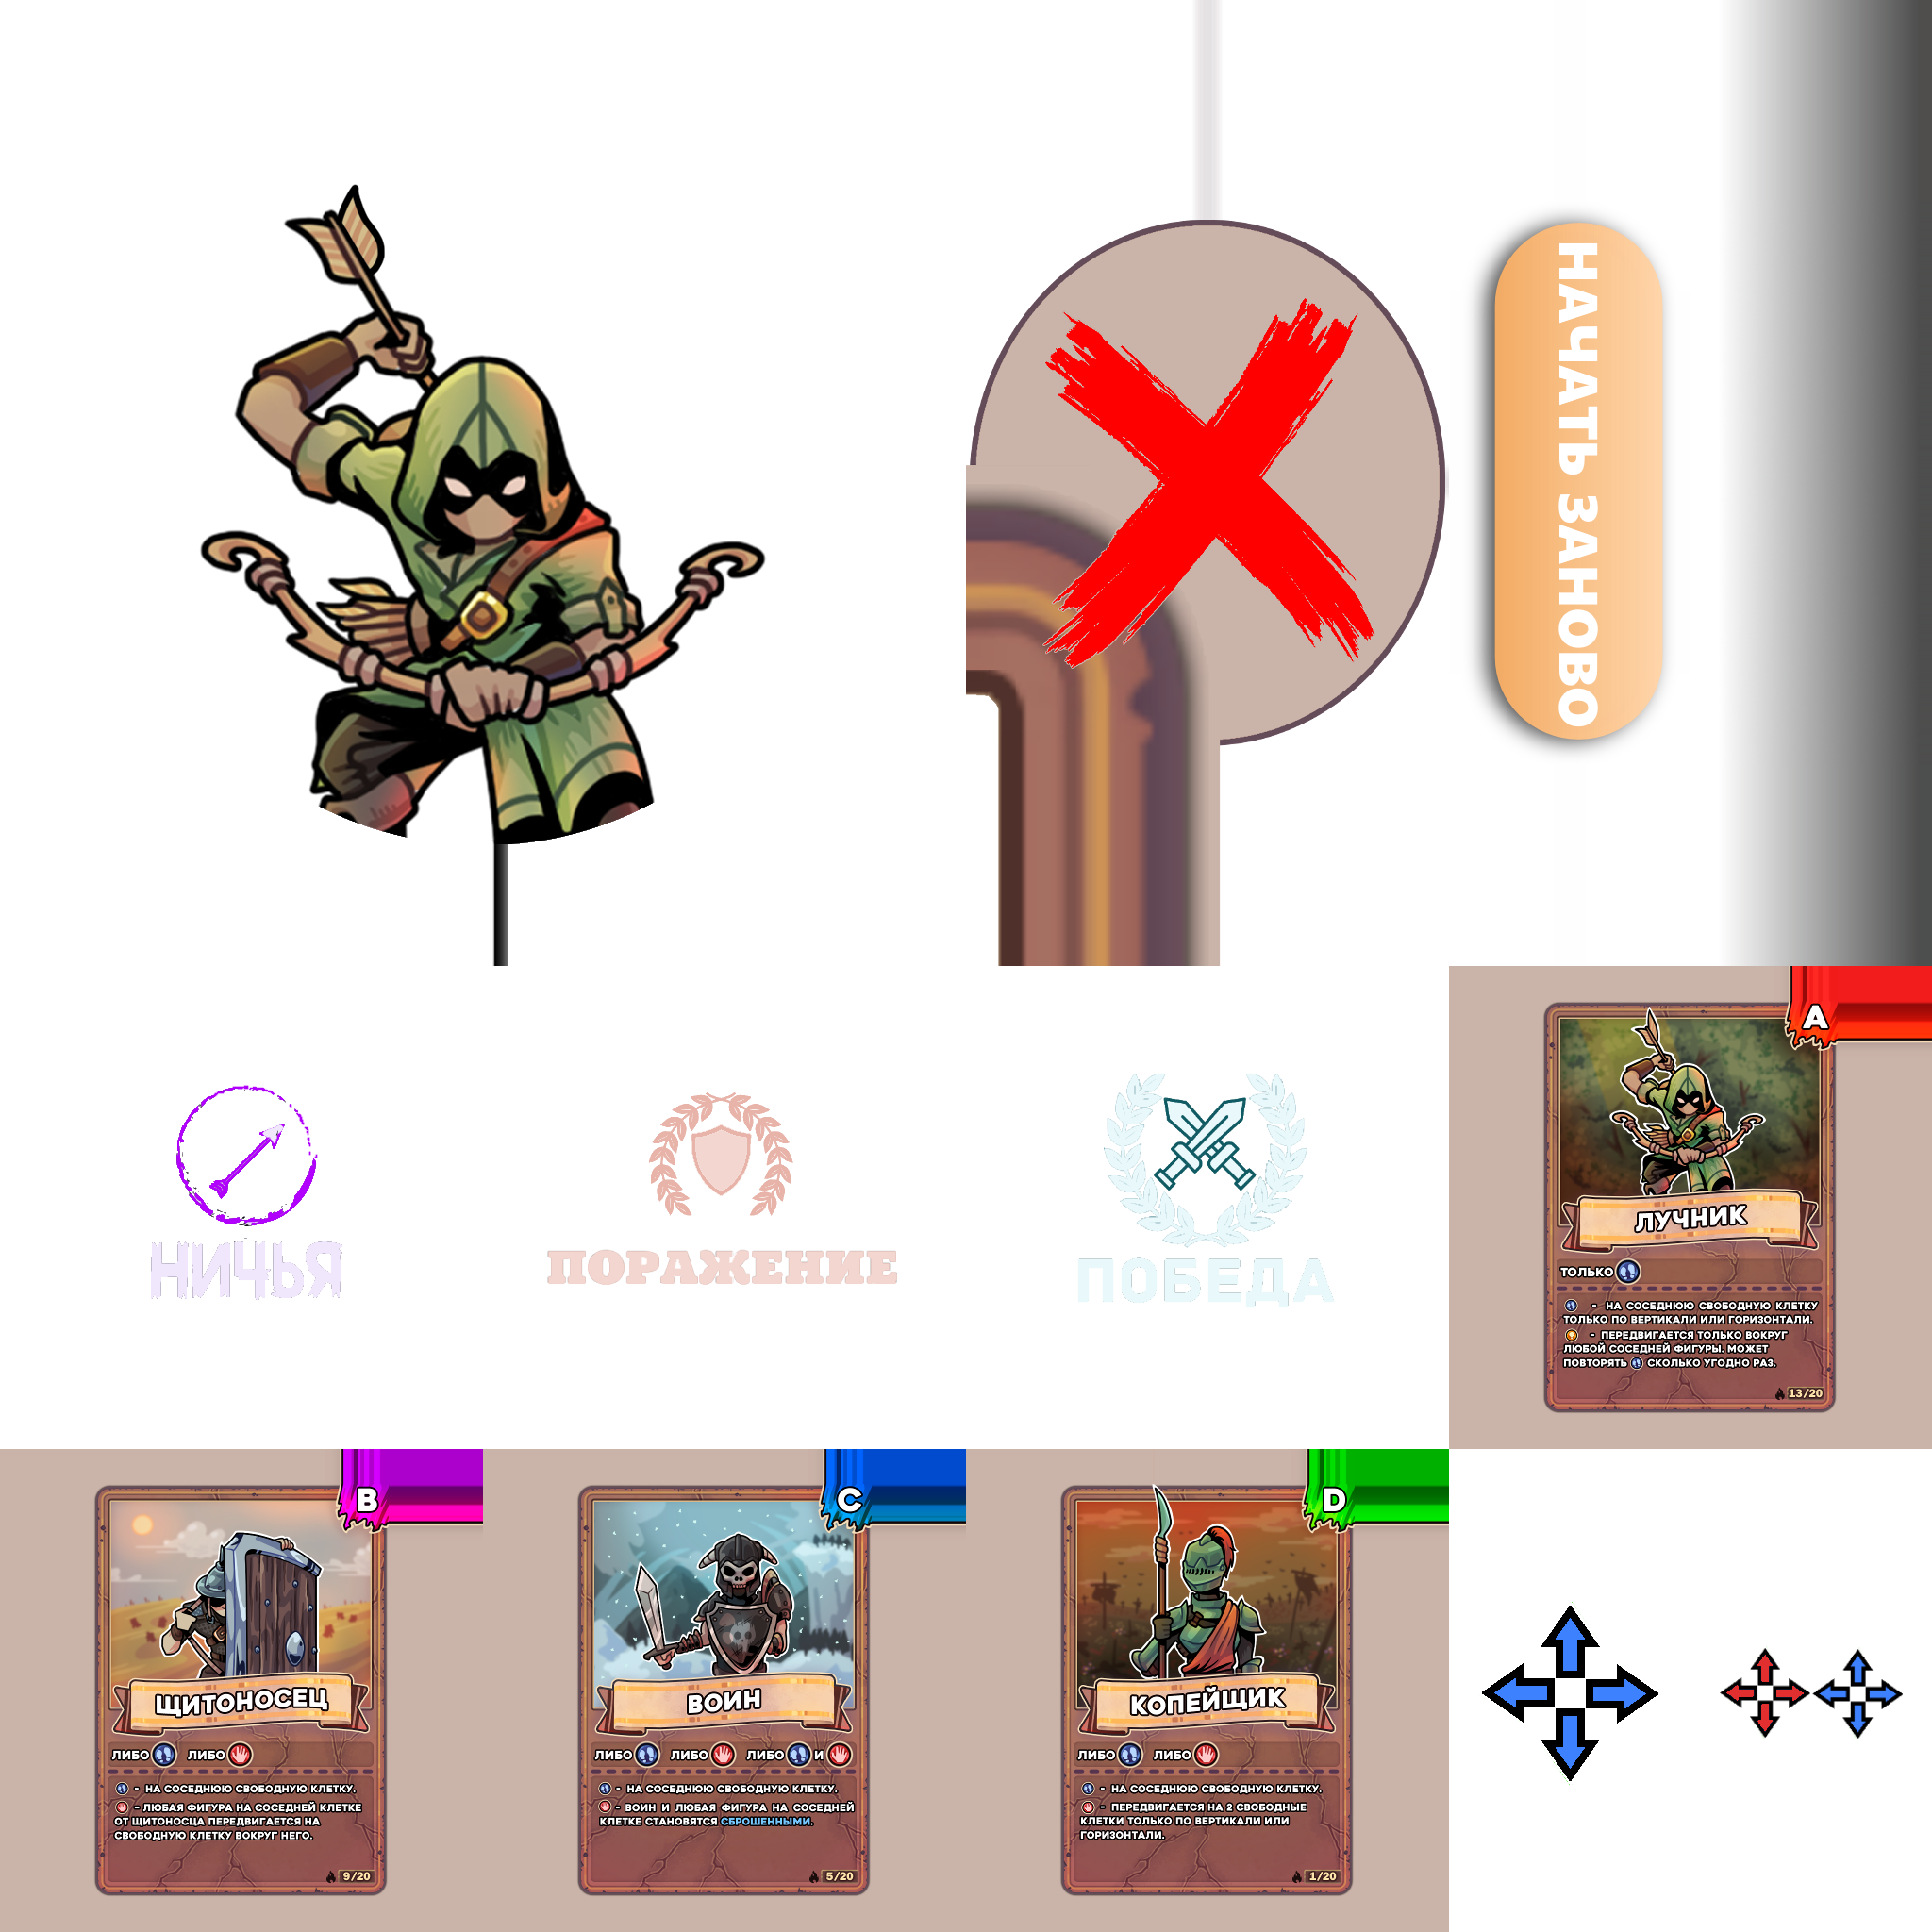 НАЧАТЬ ЗАНОВО
НИЧЬЯ
ПОРАЖЕНИЕ
ПОБЕДА
A
ЛУЧНИК
ТОЛЬКО
- НА СОСЕДНЮЮ СВОБОДНУЮ КЛЕТКУ
ТОЛЬКО ПО ВЕРТИКАЛИ ИЛИ ГОРИЗОНТАЛИ.
- ПЕРЕДВИГАЕТСЯ ТОЛЬКО ВОКРУГ
ЛЮБОЙ СОСЕДНЕЙ ФИГУРЫ. МОЖЕТ
ПОВТОРЯТЬ СКОЛЬКО УГОДНО РАЗ.
13/20
B
ЩИТОНОСЕЦ
ЛИБО ЛИБО
- НА СОСЕДНЮЮ СВОБОДНУЮ КЛЕТКУ.
- ЛЮБАЯ ФИГУРА НА СОСЕДНЕЙ КЛЕТКЕ
ОТ ЩИТОНОСЦА ПЕРЕДВИГАЕТСЯ НА
СВОБОДНУЮ КЛЕТКУ ВОКРУГ НЕГО.
9/20
C
ВОИН
ЛИБО ЛИБО ЛИБО И
- НА СОСЕДНЮЮ СВОБОДНУЮ КЛЕТКУ.
- ВОИН И ЛЮБАЯ ФИГУРА НА СОСЕДНЕЙ
КЛЕТКЕ СТАНОВЯТСЯ СБРОШЕННЫМИ.
5/20
D
КОПЕЙЩИК
ЛИБО ЛИБО
- НА СОСЕДНЮЮ СВОБОДНУЮ КЛЕТКУ.
- ПЕРЕДВИГАЕТСЯ НА 2 СВОБОДНЫЕ
КЛЕТКИ ТОЛЬКО ПО ВЕРТИКАЛИ ИЛИ
ГОРИЗОНТАЛИ.
1/20